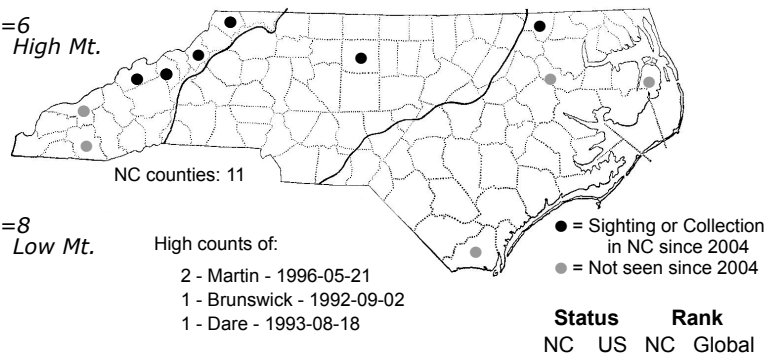 =6
High Mt.
NC counties: 11
=8
Low Mt.
High counts of:
2 - Martin - 1996-05-21
1 - Brunswick - 1992-09-02
1 - Dare - 1993-08-18
= Sighting or Collection
in NC since 2004
= Not seen since 2004
Status Rank
NC US NC Global